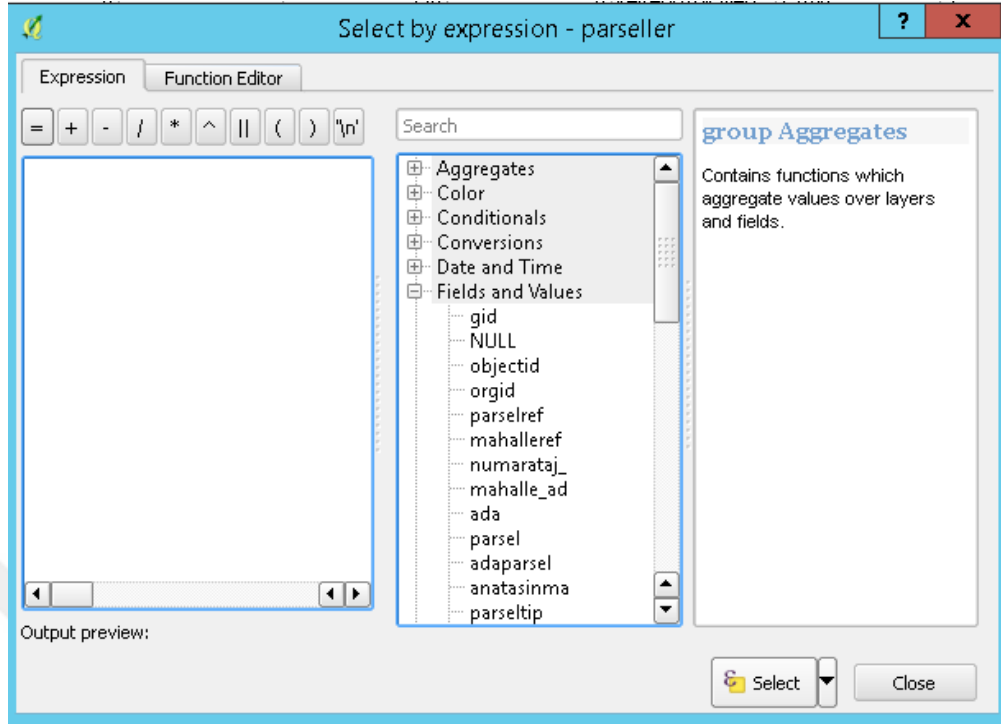 Select by expression - parseller
? x
Expression Function Editor
= + - / * ^ || ( ) '\n'
Search
Aggregates
Color
Conditionals
Conversions
Date and Time
Fields and Values
gid
NULL
objectid
orgid
parselref
mahalleref
numarataj_
mahalle_ad
ada
parsel
adaparsel
anatasinma
parseltip
group Aggregates
Contains functions which
aggregate values over layers
and fields.
Output preview:
Select
Close